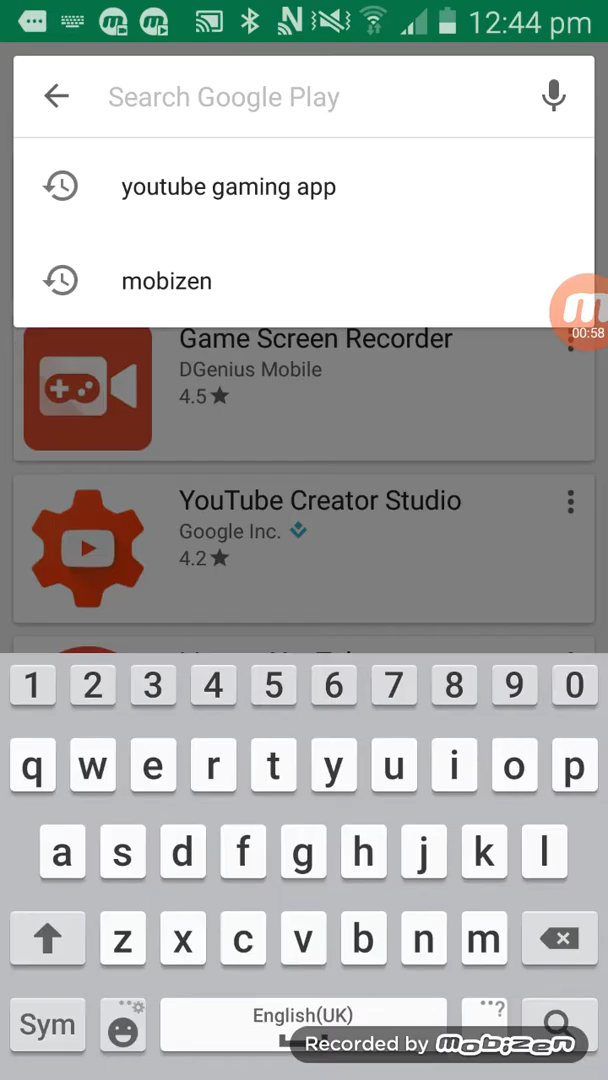 12:44 pm
Search Google Play
youtube gaming app
mobizen
00:58
Game Screen Recorder
DGenius Mobile
4.5★
YouTube Creator Studio
Google Inc.
4.2★
1 2 3 4 5 6 7 8 9 0
q w e r t y u i o p
a s d f g h j k l
z x c v b n m
Sym
English(UK)
Recorded by mobizen